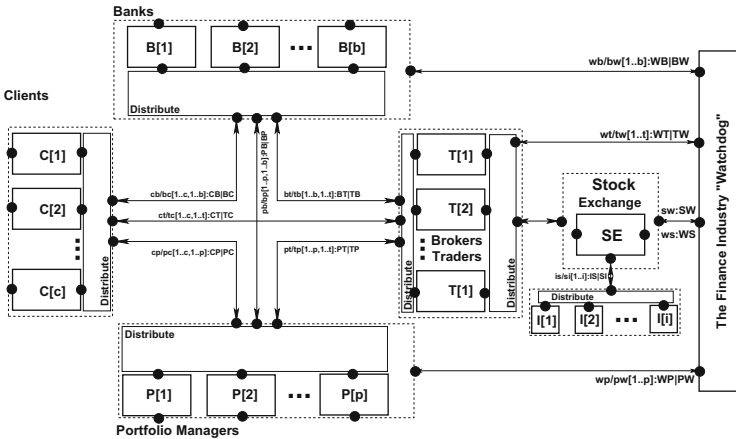 Banks
B[1]
B[2]
B[b]
Distribute
wb/bw[1..b]:WB|BW
Clients
C[1]
C[2]
C[c]
Distribute
cb/bc[1..c,1..b]:CB|BC
pb/bp[1..p,1..b]:PB|BP
bt/tb[1..b,1..t]:BT|TB
ct/tc[1..c,1..t]:CT|TC
cp/pc[1..c,1..p]:CP|PC
pt/tp[1..p,1..t]:PT|TP
Distribute
T[1]
T[2]
Brokers
Traders
T[1]
Distribute
wt/tw[1..t]:WT|TW
Stock
Exchange
SE
sw:SW
ws:WS
is/si[1..i]:IS|SI
Distribute
I[1]
I[2]
I[i]
The Finance Industry "Watchdog"
Distribute
P[1]
P[2]
P[p]
Portfolio Managers
wp/pw[1..p]:WP|PW